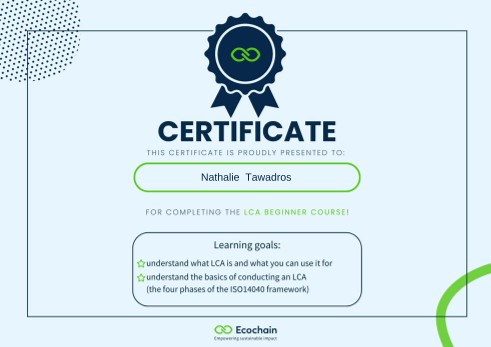 CERTIFICATE
THIS CERTIFICATE IS PROUDLY PRESENTED TO:
Nathalie Tawadros
FOR COMPLETING THE LCA BEGINNER COURSE!
Learning goals:
understand what LCA is and what you can use it for
understand the basics of conducting an LCA
(the four phases of the ISO14040 framework)
Ecochain
Empowering sustainable impact